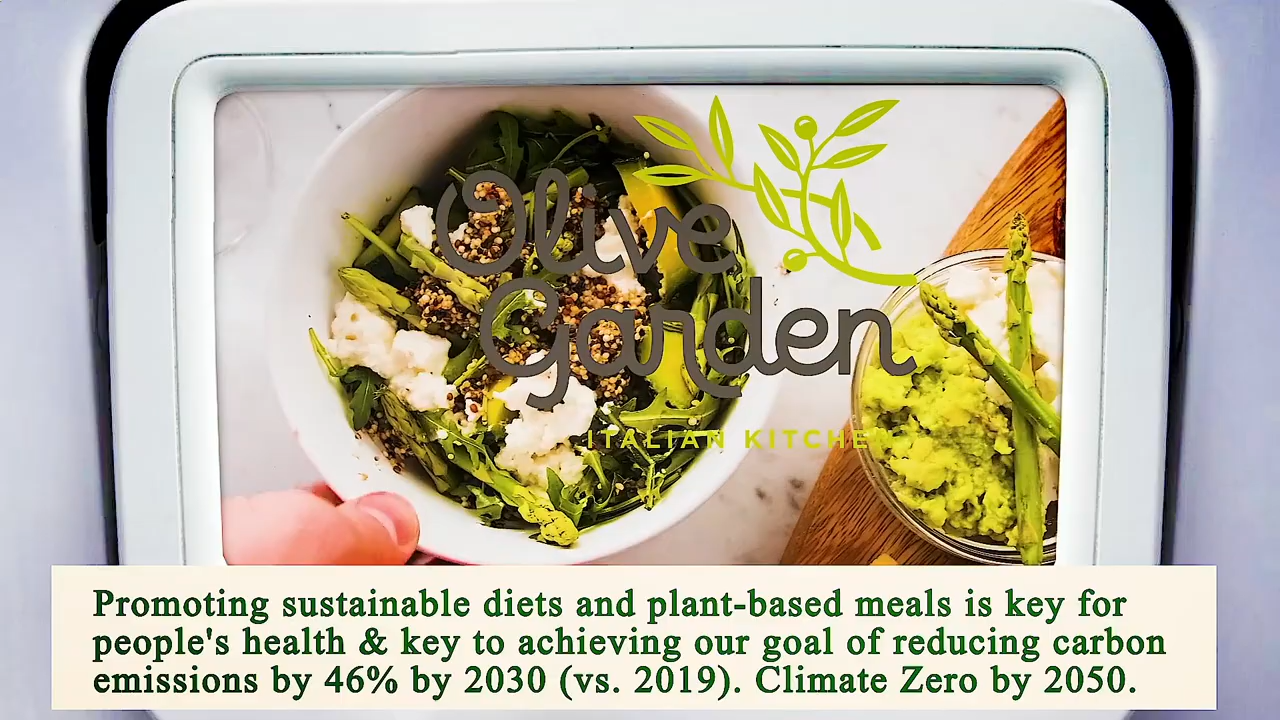 Olive
Garden
ITALIAN KITCHEN
Promoting sustainable diets and plant-based meals is key for
people's health & key to achieving our goal of reducing carbon
emissions by 46% by 2030 (vs. 2019). Climate Zero by 2050.